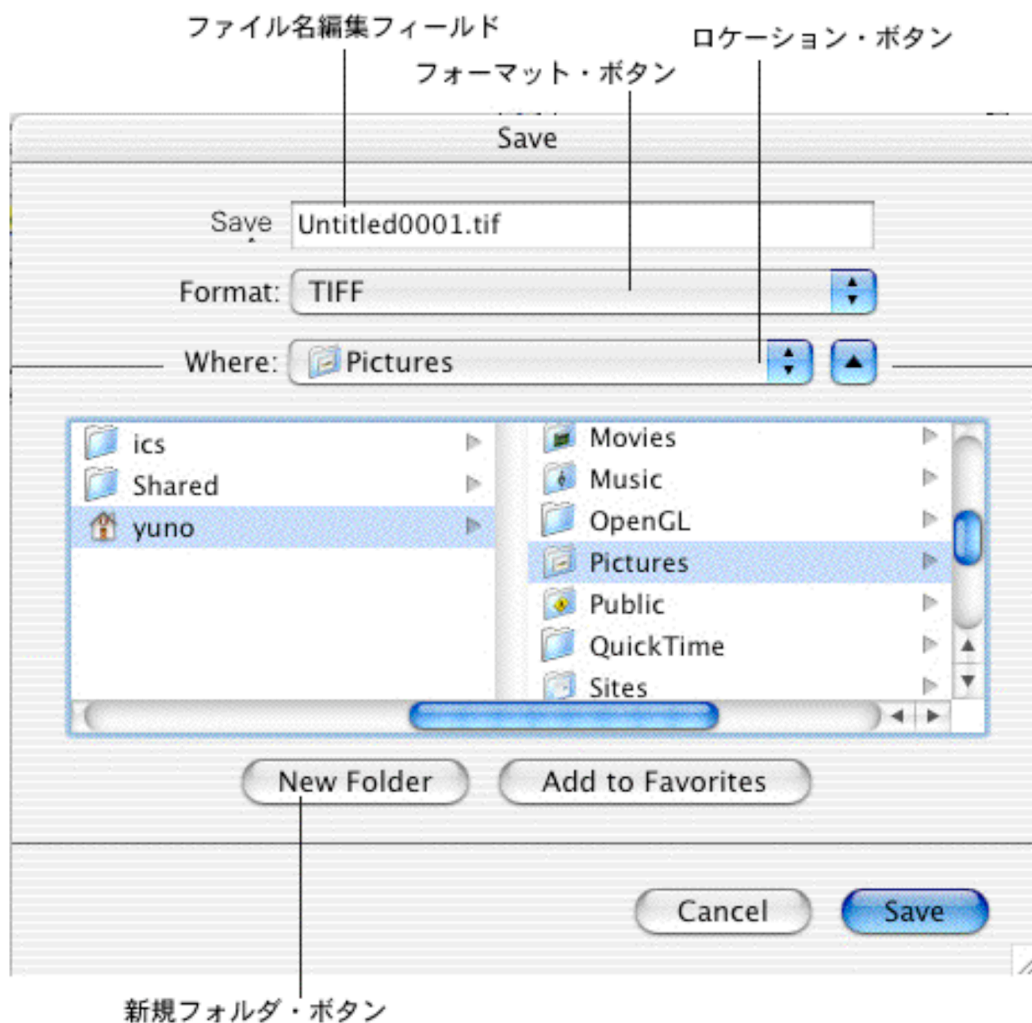 ファイル名編集フィールド
ロケーション・ボタン
フォーマット・ボタン
Save
Save
Untitled0001.tif
Format:
TIFF
Where:
Pictures
ics
Shared
yuno
Movies
Music
OpenGL
Pictures
Public
QuickTime
Sites
New Folder
Add to Favorites
Cancel
Save
新規フォルダ・ボタン